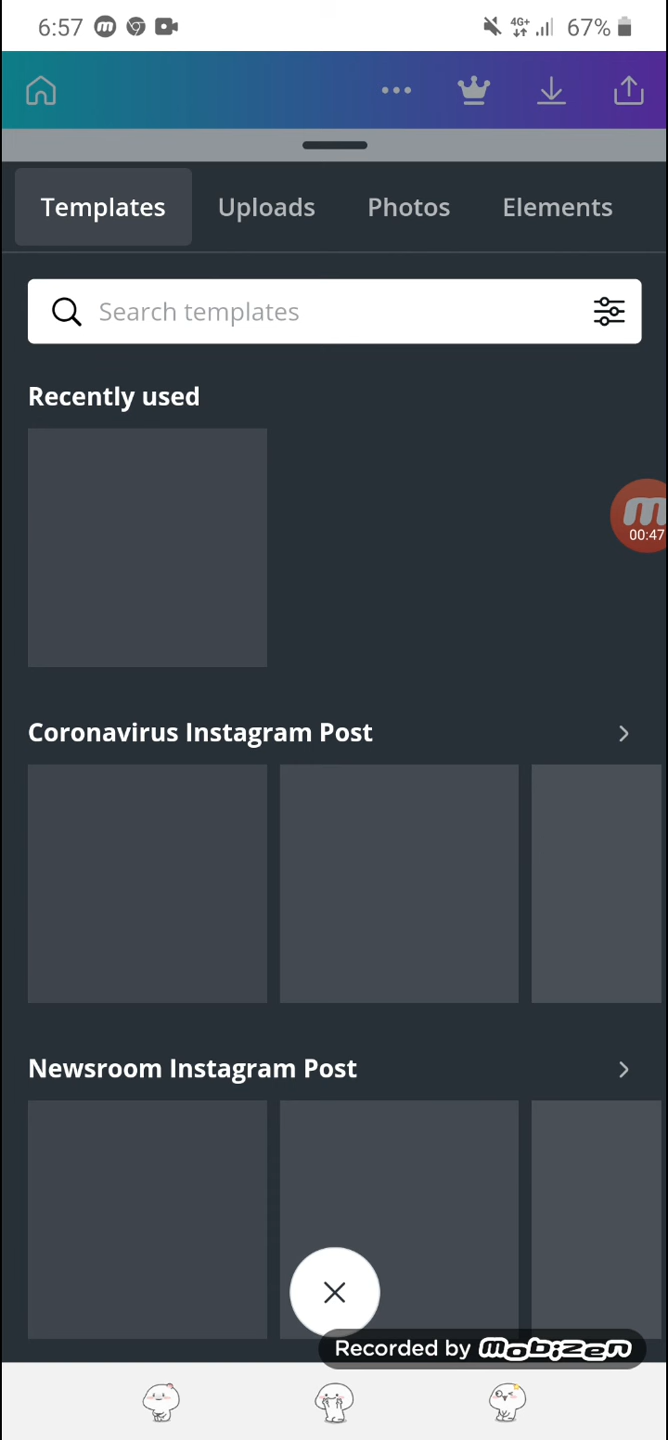 6:57 4G+ 67%
Templates Uploads Photos Elements
Search templates
Recently used
m
00:47
Coronavirus Instagram Post
Newsroom Instagram Post
Recorded by mobizen